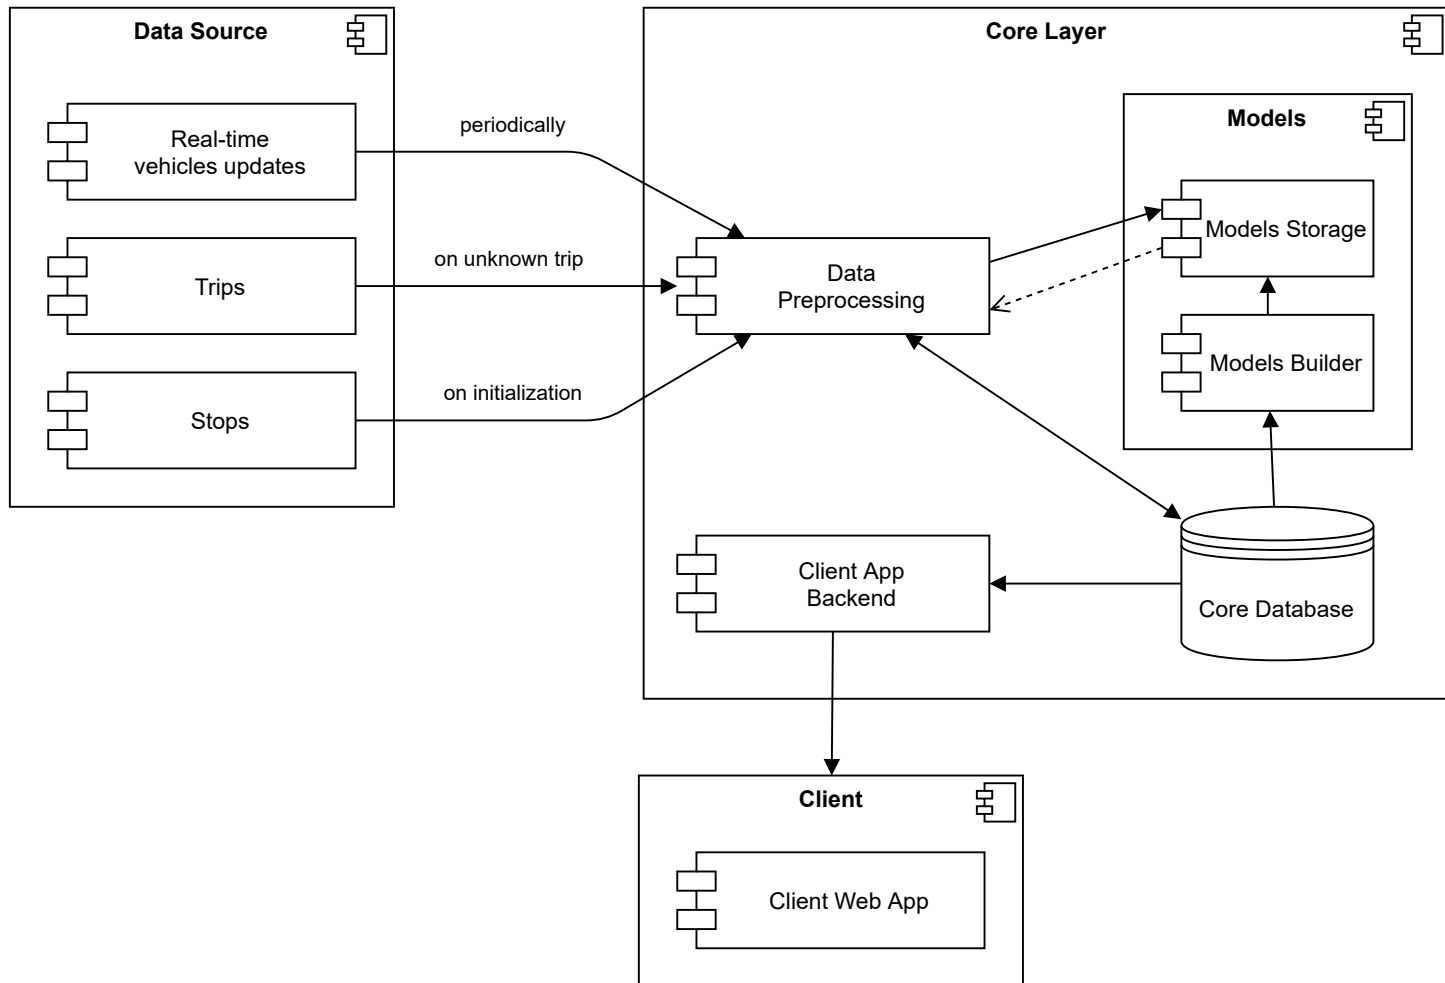 Data Source
Real-time
vehicles updates
Trips
Stops
periodically
on unknown trip
on initialization
Core Layer
Data
Preprocessing
Models
Models Storage
Models Builder
Client App
Backend
Core Database
Client
Client Web App